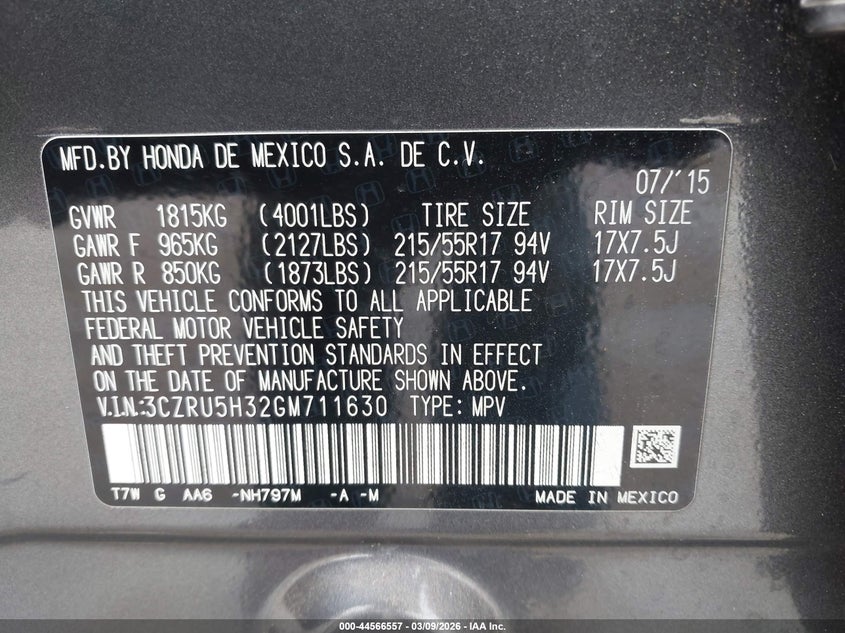 MFD.BY HONDA DE MEXICO S.A. DE C.V.
07/'15
GVWR 1815KG (4001LBS) TIRE SIZE RIM SIZE
GAWR F 965KG (2127LBS) 215/55R17 94V 17X7.5J
GAWR R 850KG (1873LBS) 215/55R17 94V 17X7.5J
THIS VEHICLE CONFORMS TO ALL APPLICABLE
FEDERAL MOTOR VEHICLE SAFETY
AND THEFT PREVENTION STANDARDS IN EFFECT
ON THE DATE OF MANUFACTURE SHOWN ABOVE.
V.I.N.:3CZRU5H32GM711630 TYPE: MPV
T7W G AA6 -NH797M -A -M MADE IN MEXICO
000-44566557 - 03/09/2026 - IAA Inc.